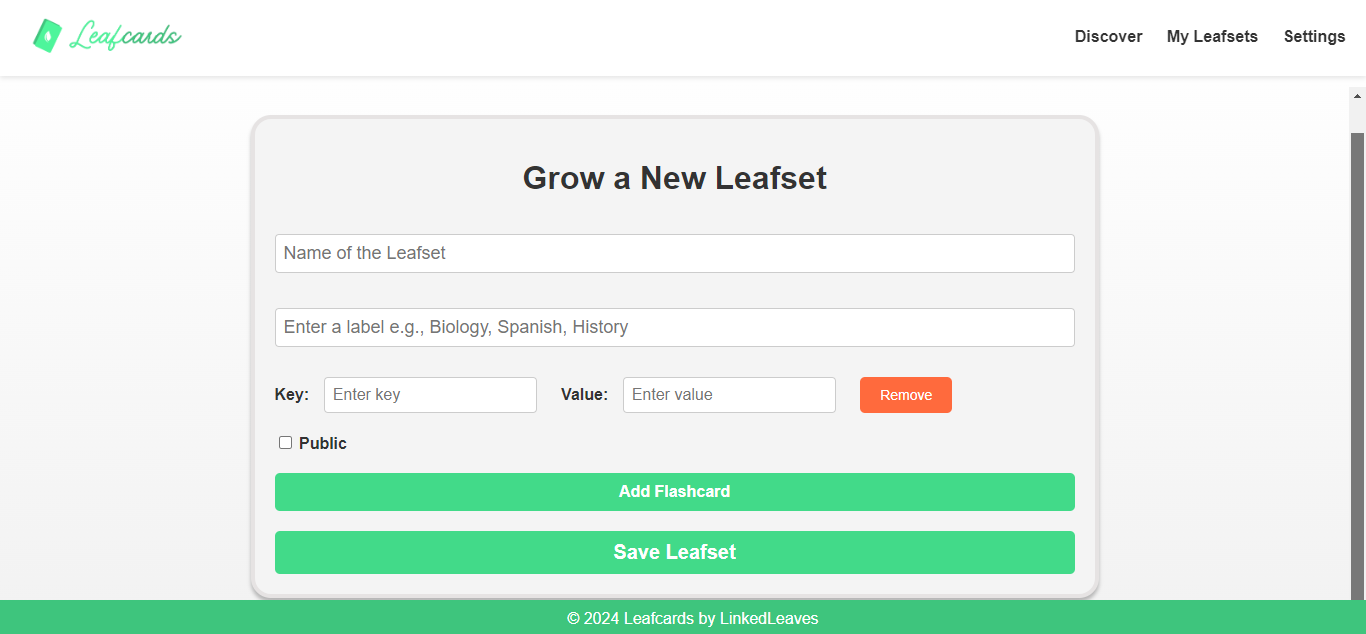 Leafcards
Discover My Leafsets Settings
Grow a New Leafset
Name of the Leafset
Enter a label e.g., Biology, Spanish, History
Key: Enter key Value: Enter value Remove
Public
Add Flashcard
Save Leafset
© 2024 Leafcards by LinkedLeaves